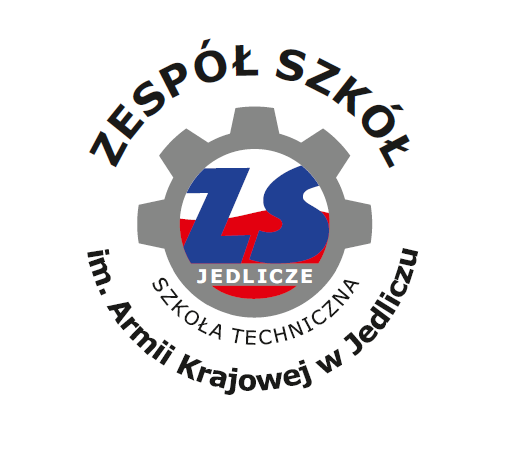 ZESPÓŁ SZKÓŁ
ZS
JEDLICZE
SZKOŁA TECHNICZNA
im. Armii Krajowej w Jedliczu